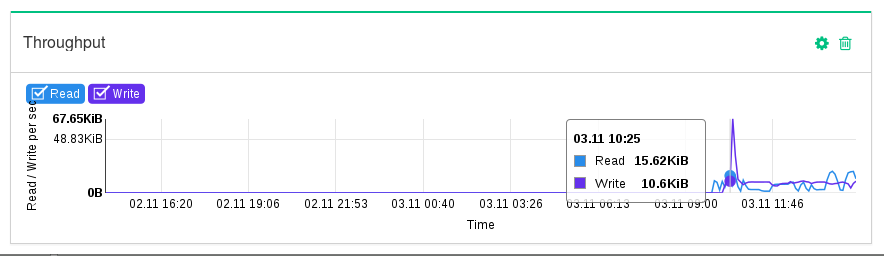 Throughput
Read Write
Read / Write per sec
67.65KiB
48.83KiB
0B
03.11 10:25
Read 15.62KiB
Write 10.6KiB
02.11 16:20 02.11 19:06 02.11 21:53 03.11 00:40 03.11 03:26 03.11 06:13 03.11 09:00 03.11 11:46
Time